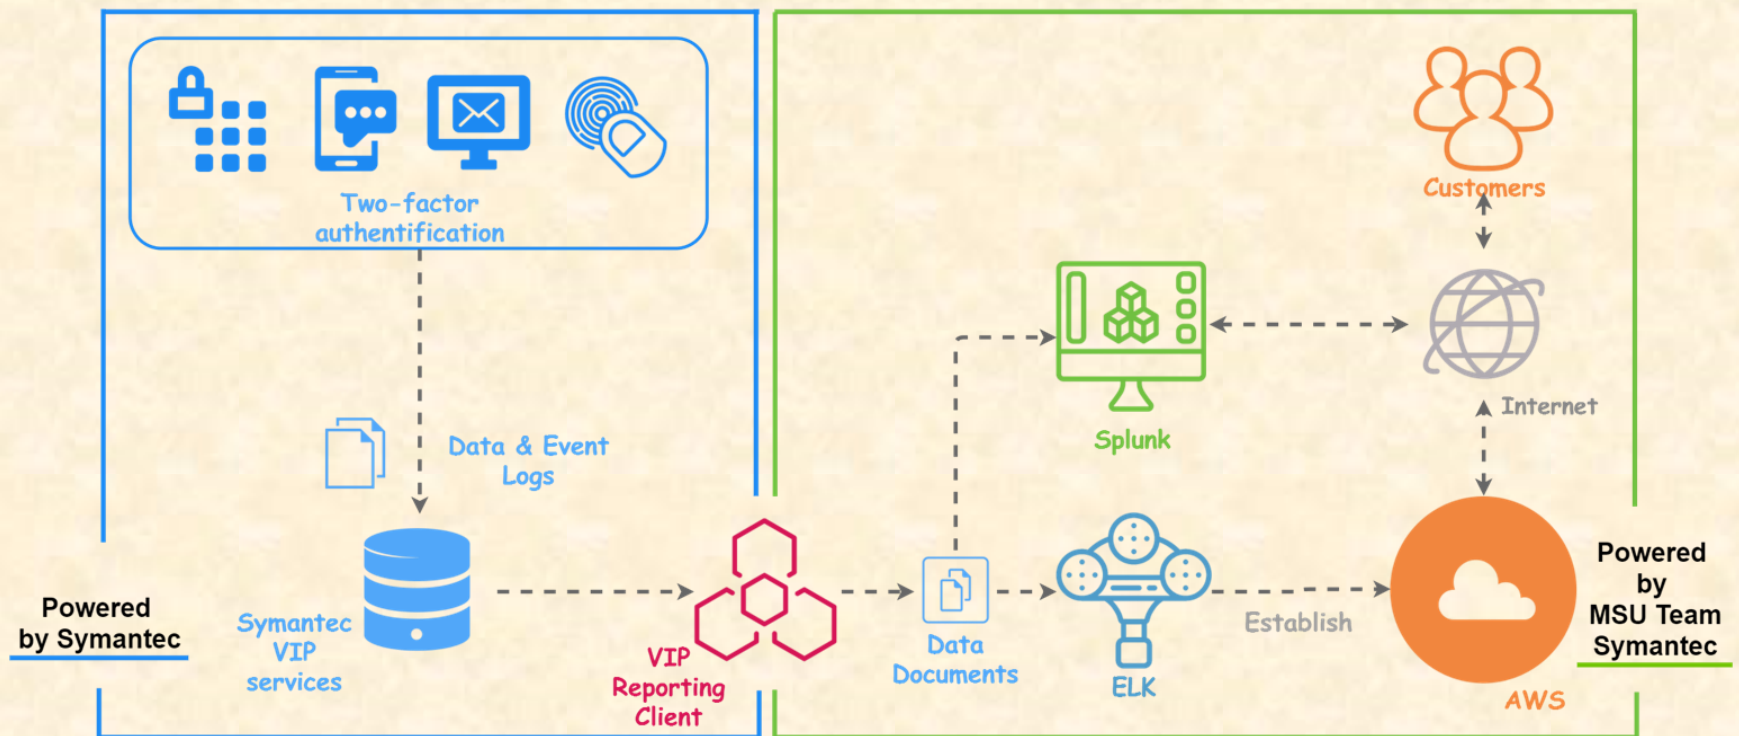 Two-factor
authentification
Data & Event
Logs
Powered
by Symantec
Symantec
VIP
services
VIP
Reporting
Client
Data
Documents
Splunk
ELK
Establish
Customers
Internet
AWS
Powered
by
MSU Team
Symantec